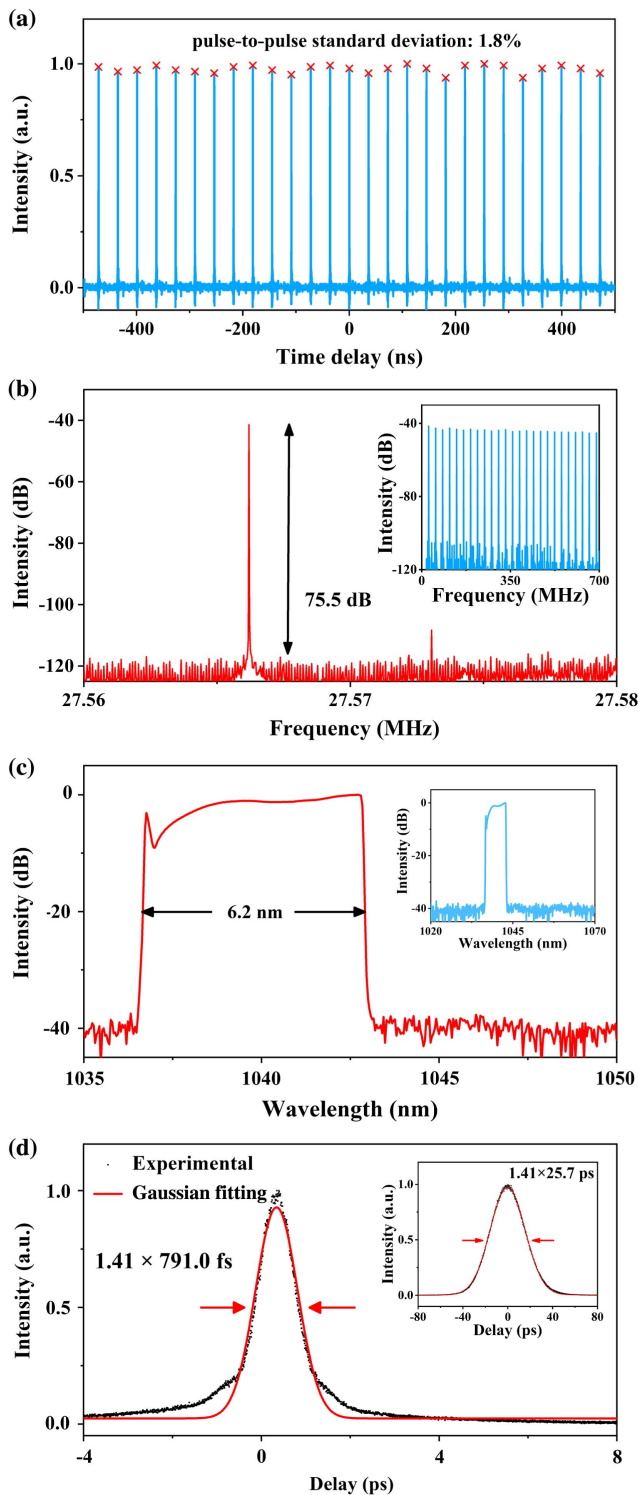 (a)
pulse-to-pulse standard deviation: 1.8%
1.0
0.5
0.0
Intensity (a.u.)
-400
-200
0
200
400
Time delay (ns)
(b)
-40
-60
-80
-100
-120
Intensity (dB)
75.5 dB
27.56
27.57
27.58
Frequency (MHz)
-40
-80
-120
Intensity (dB)
0
350
700
Frequency (MHz)
(c)
0
-20
-40
Intensity (dB)
6.2 nm
1035
1040
1045
1050
Wavelength (nm)
0
-20
-40
Intensity (dB)
1020
1045
1070
Wavelength (nm)
(d)
Experimental
Gaussian fitting
1.41 × 791.0 fs
1.0
0.5
0.0
Intensity (a.u.)
-4
0
4
8
Delay (ps)
1.41×25.7 ps
1.0
0.5
0.0
Intensity (a.u.)
-80
-40
0
40
80
Delay (ps)